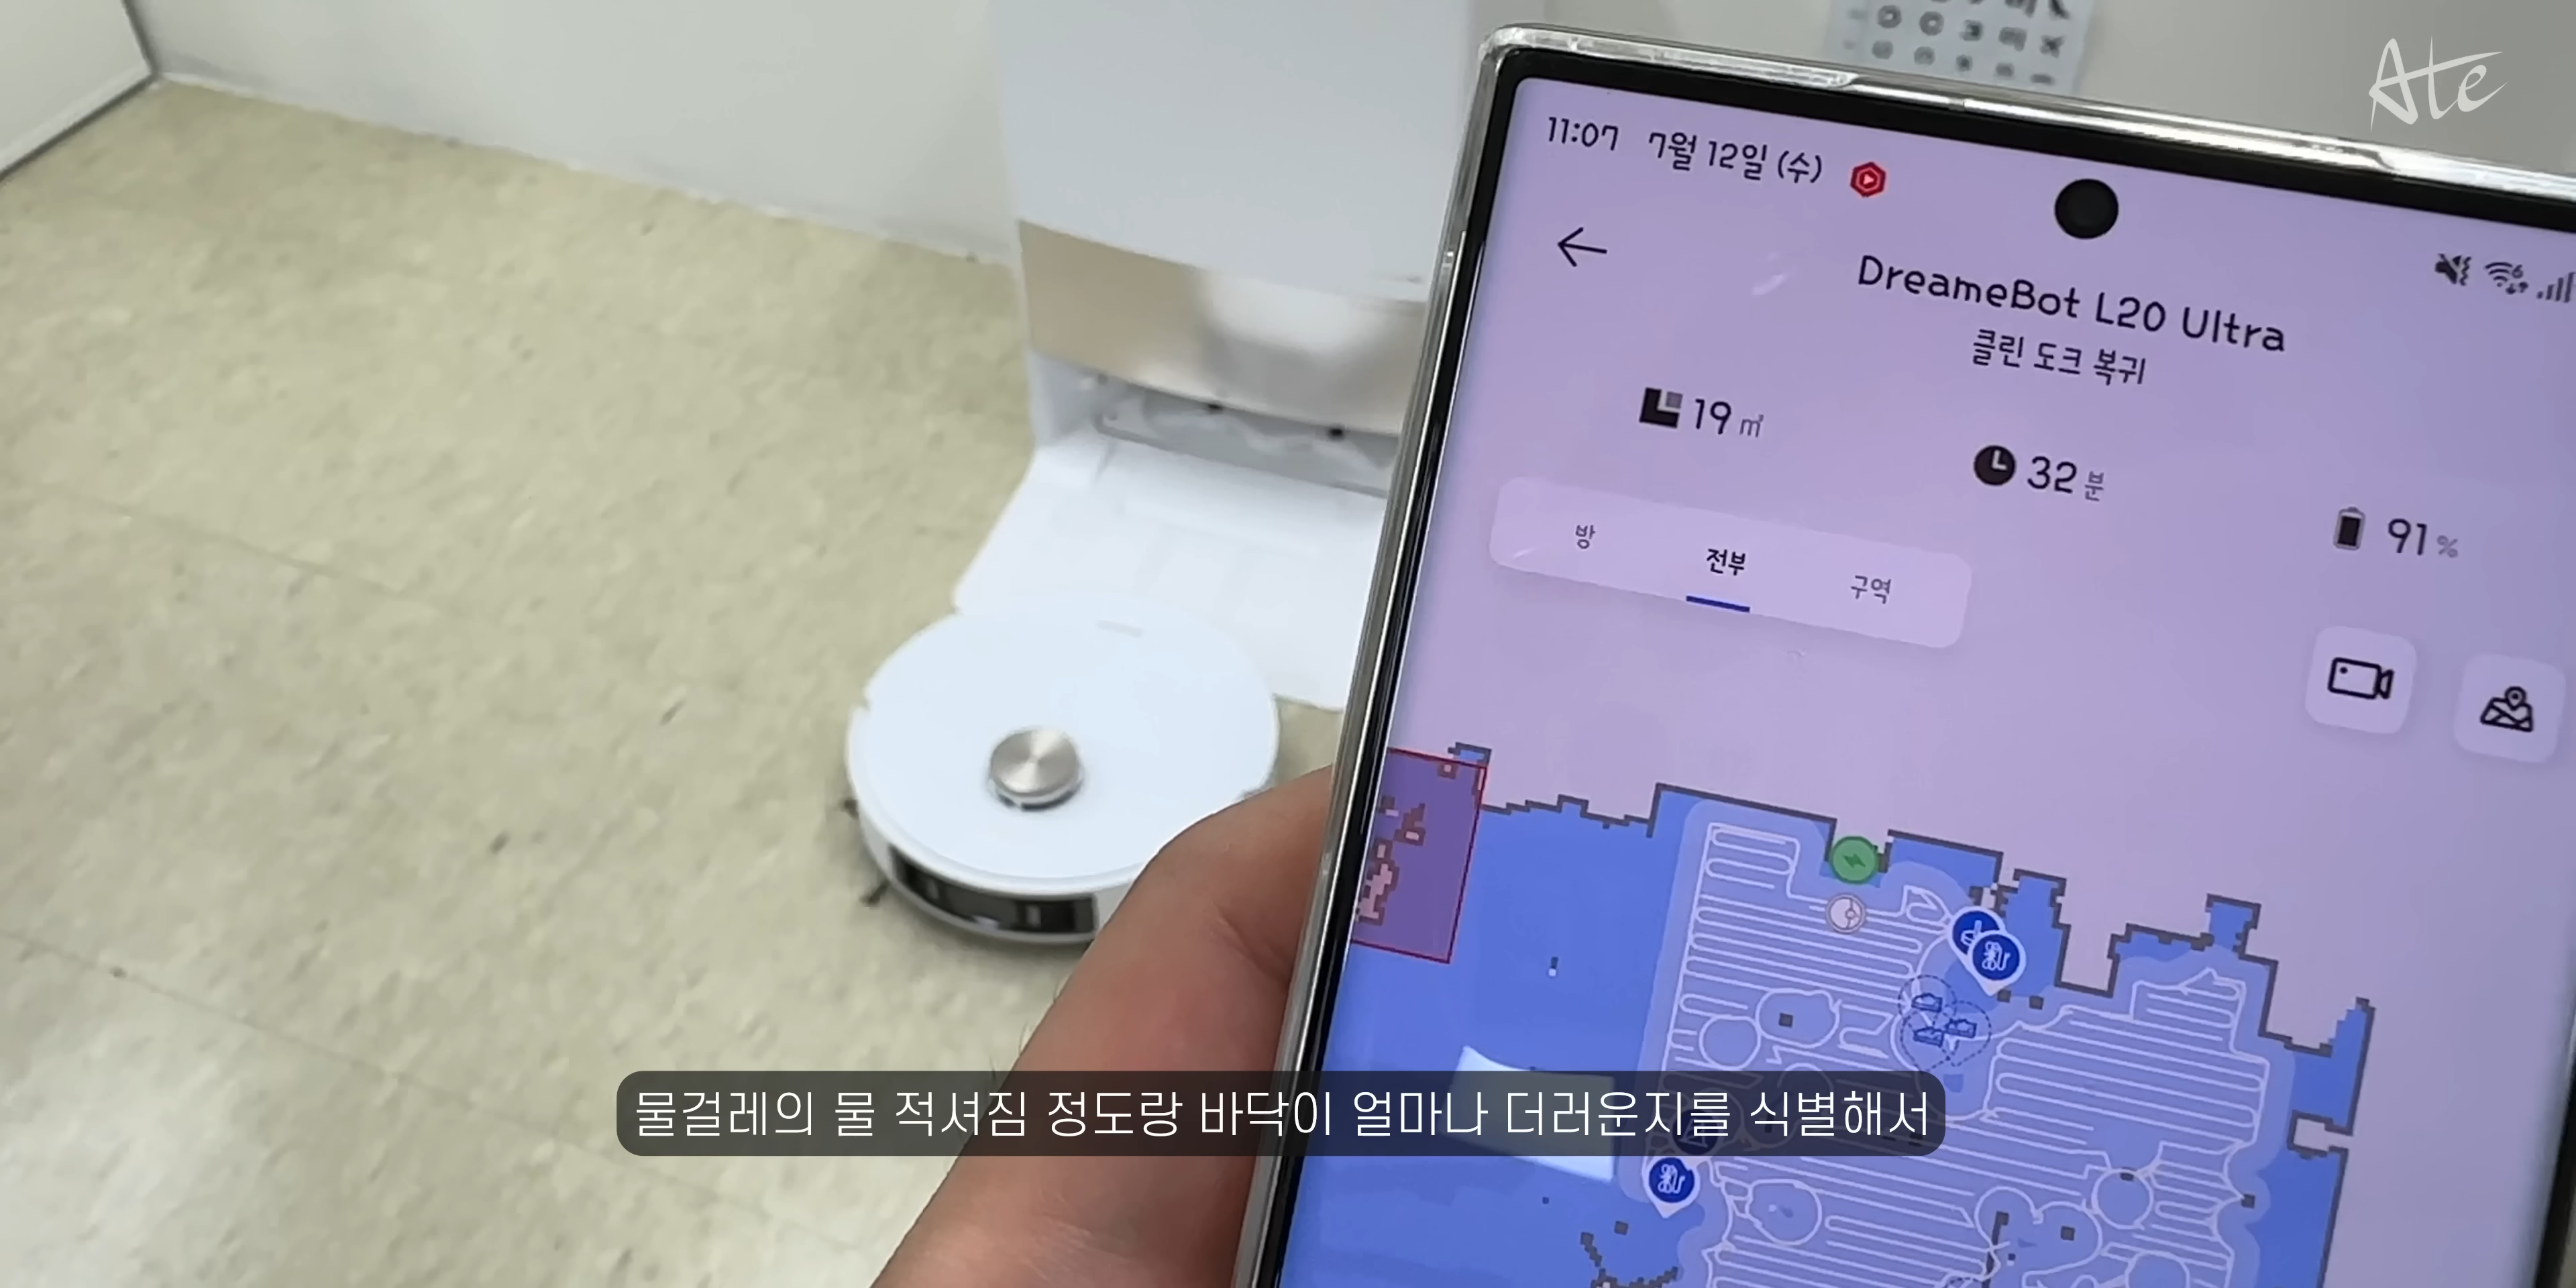 Ate
11:07 7월 12일 (수)
DreameBot L20 Ultra
클린 도크 복귀
19㎡
32분
91%
방 전부 구역
물걸레의 물 적셔짐 정도랑 바닥이 얼마나 더러운지를 식별해서